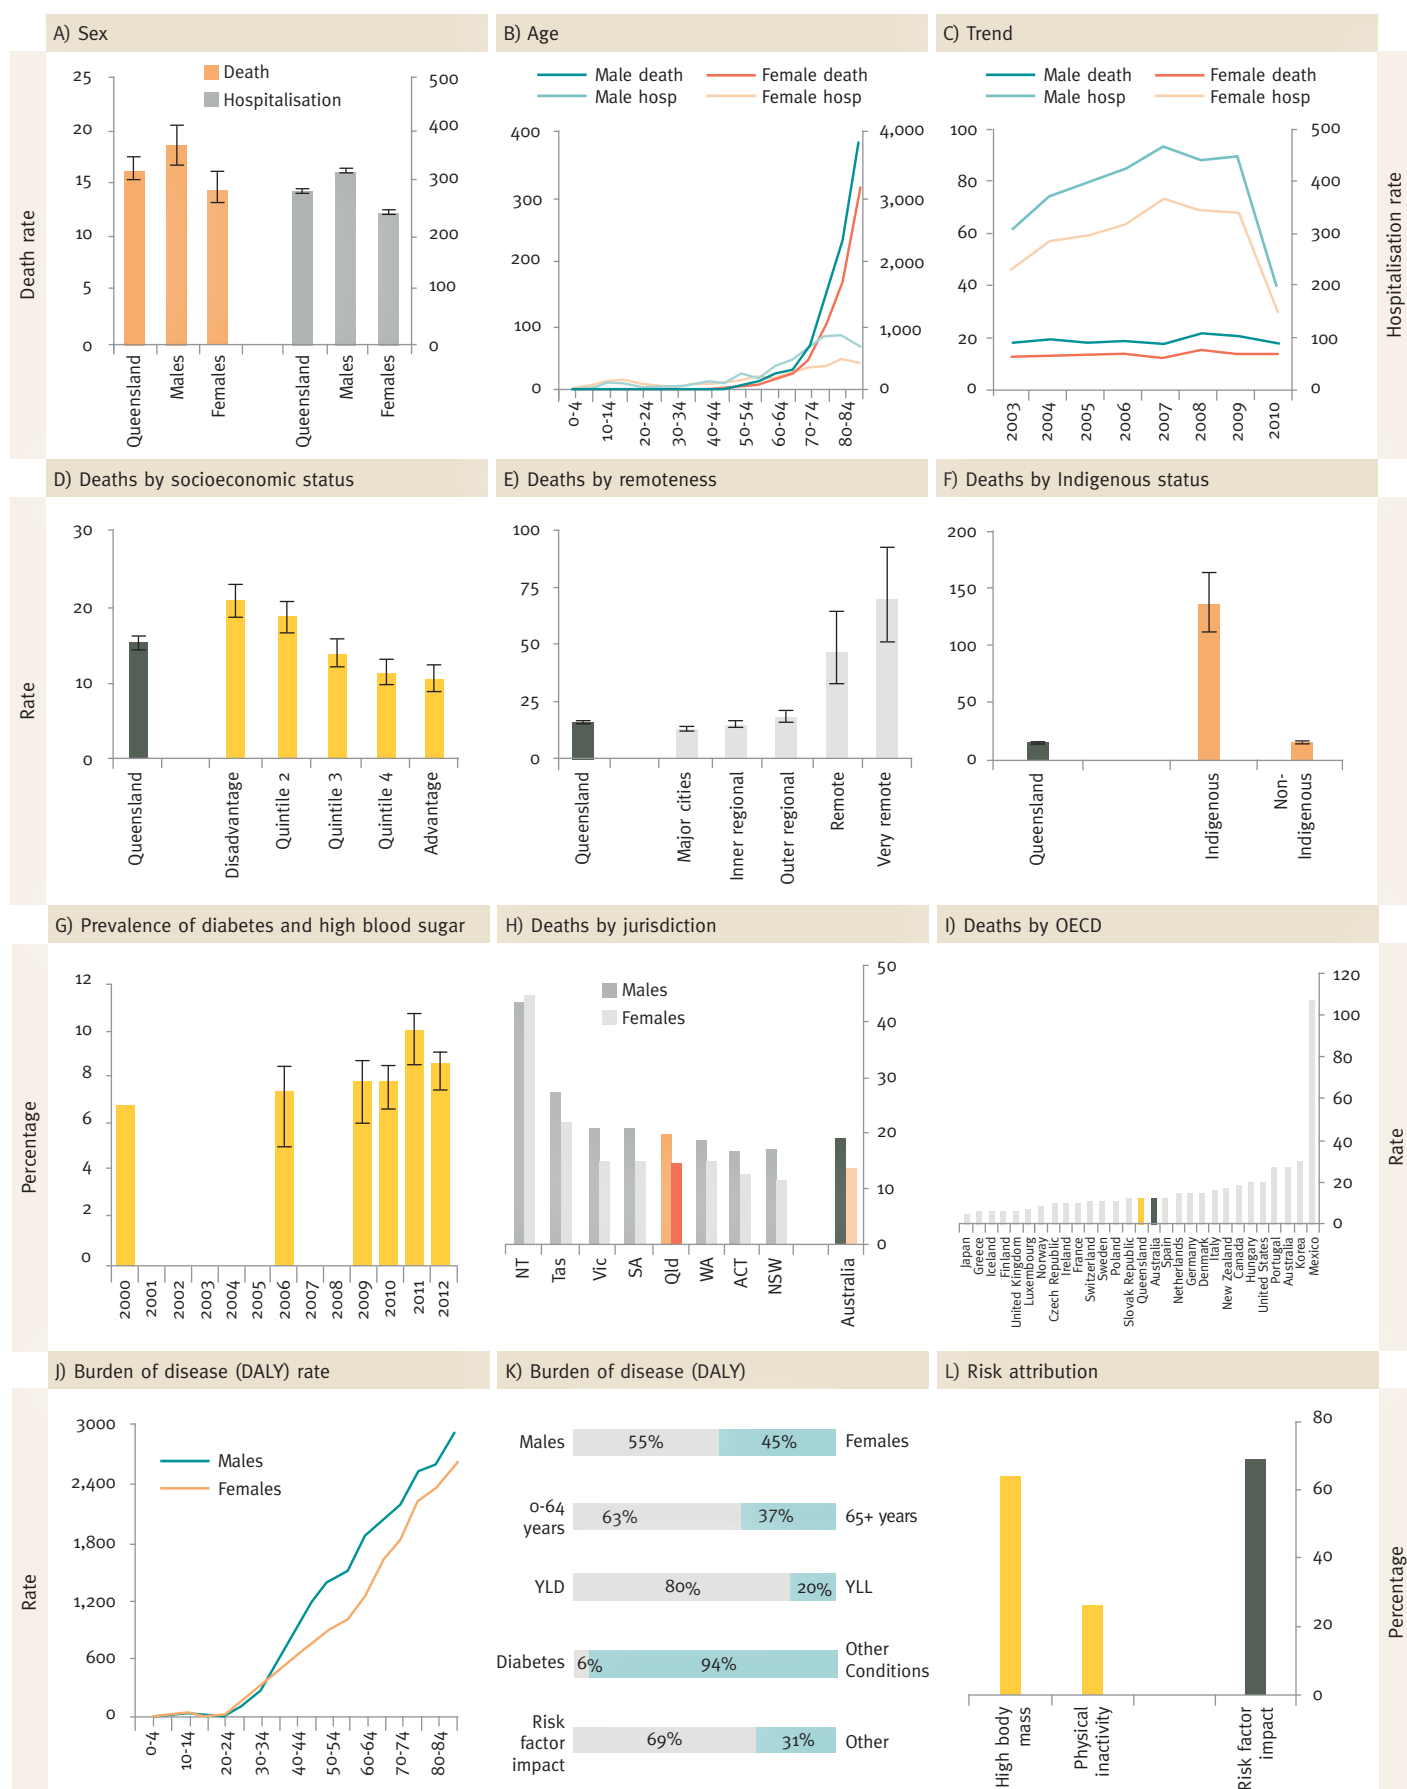 A) Sex
B) Age
C) Trend
Death rate
25
20
15
10
5
0
Death
Hospitalisation
500
400
300
200
100
0
Queensland
Males
Females
Queensland
Males
Females
Male death
Female death
Male hosp
Female hosp
400
300
200
100
0
4,000
3,000
2,000
1,000
0
0-4
10-14
20-24
30-34
40-44
50-54
60-64
70-74
80-84
Male death
Female death
Male hosp
Female hosp
100
80
60
40
20
0
500
400
300
200
100
0
2003
2004
2005
2006
2007
2008
2009
2010
Hospitalisation rate
D) Deaths by socioeconomic status
E) Deaths by remoteness
F) Deaths by Indigenous status
Rate
30
20
10
0
Queensland
Disadvantage
Quintile 2
Quintile 3
Quintile 4
Advantage
100
75
50
25
0
Queensland
Major cities
Inner regional
Outer regional
Remote
Very remote
200
150
100
50
0
Queensland
Indigenous
Non-
Indigenous
G) Prevalence of diabetes and high blood sugar
H) Deaths by jurisdiction
I) Deaths by OECD
Percentage
12
10
8
6
4
2
0
2000
2001
2002
2003
2004
2005
2006
2007
2008
2009
2010
2011
2012
Males
Females
50
40
30
20
10
0
NT
Tas
Vic
SA
Qld
WA
ACT
NSW
Australia
120
100
80
60
40
20
0
Japan
Greece
Iceland
Finland
United Kingdom
Luxembourg
Norway
Czech Republic
Ireland
France
Switzerland
Sweden
Poland
Slovak Republic
Queensland
Australia
Spain
Netherlands
Germany
Denmark
Italy
New Zealand
Canada
Hungary
United States
Portugal
Australia
Korea
Mexico
Rate
J) Burden of disease (DALY) rate
K) Burden of disease (DALY)
L) Risk attribution
Rate
3000
2,400
1,800
1,200
600
0
Males
Females
0-4
10-14
20-24
30-34
40-44
50-54
60-64
70-74
80-84
Males 55% 45% Females
0-64
years
63% 37% 65+ years
YLD 80% 20% YLL
Diabetes 6% 94% Other
Conditions
Risk
factor
impact
69% 31% Other
80
60
40
20
0
High body
mass
Physical
inactivity
Risk factor
impact
Percentage